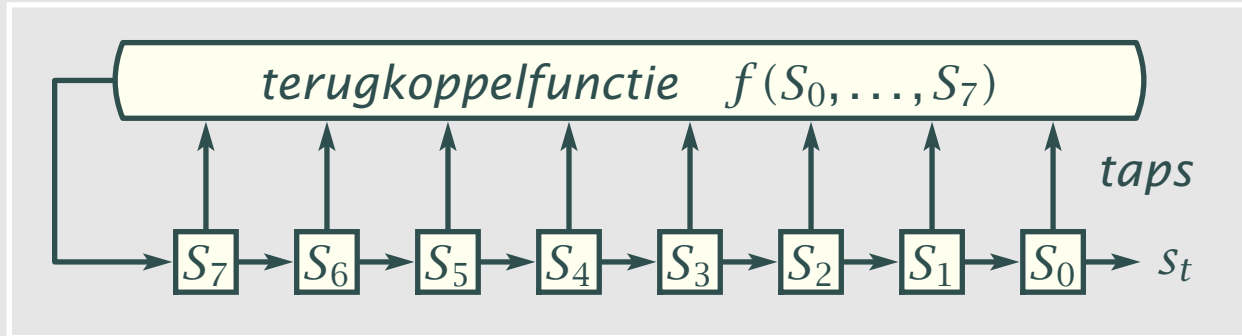 terugkoppelfunctie f(S₀,...,S₇)
taps
S₇ S₆ S₅ S₄ S₃ S₂ S₁ S₀ sₜ